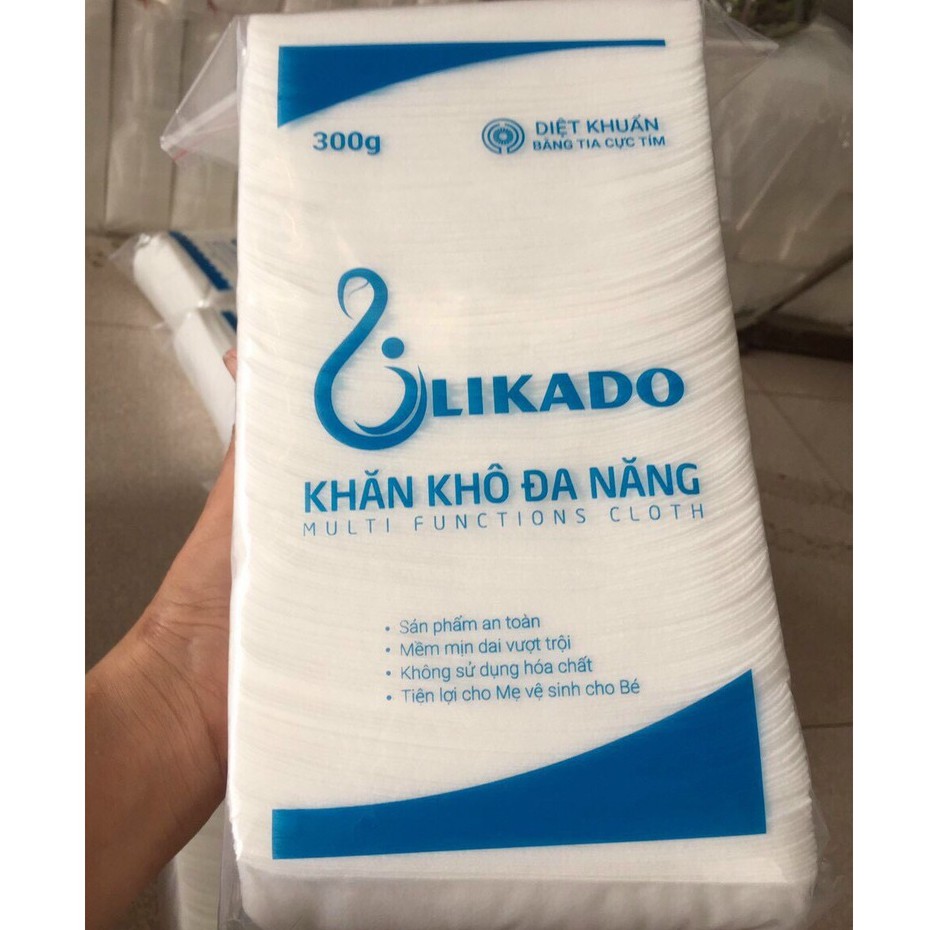 300g
DIỆT KHUẨN
BẰNG TIA CỰC TÍM
LIKADO
KHĂN KHÔ ĐA NĂNG
MULTI FUNCTIONS CLOTH
• Sản phẩm an toàn
• Mềm mịn dai vượt trội
• Không sử dụng hóa chất
• Tiện lợi cho Mẹ vệ sinh cho Bé